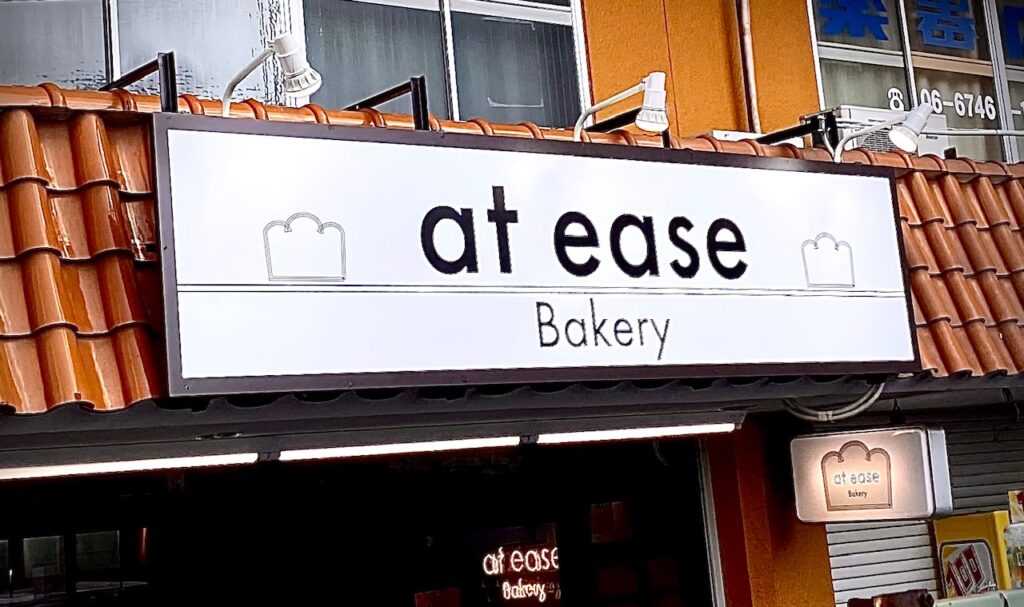 ☎06-6746-
at ease
Bakery
at ease
Bakery
at ease
Bakery